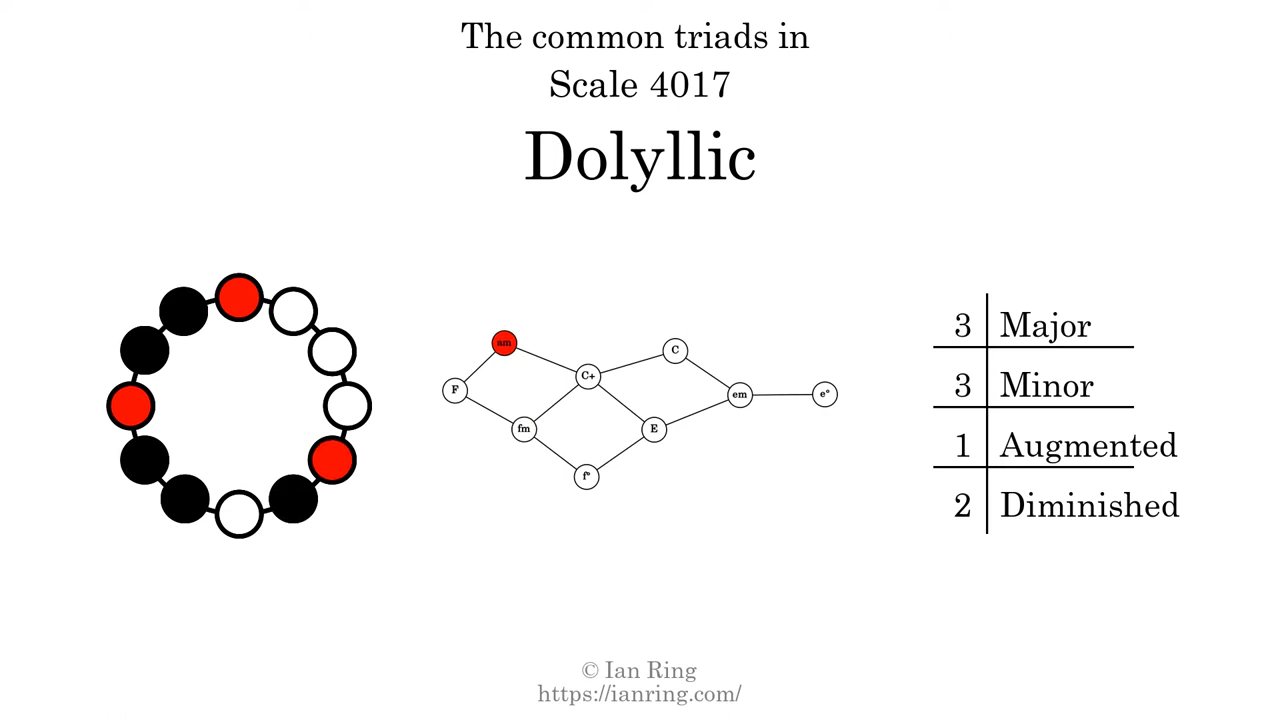 The common triads in
Scale 4017
Dolyllic
am
C
C+
F
em
e°
fm
E
f°
3 Major
3 Minor
1 Augmented
2 Diminished
© Ian Ring
https://ianring.com/